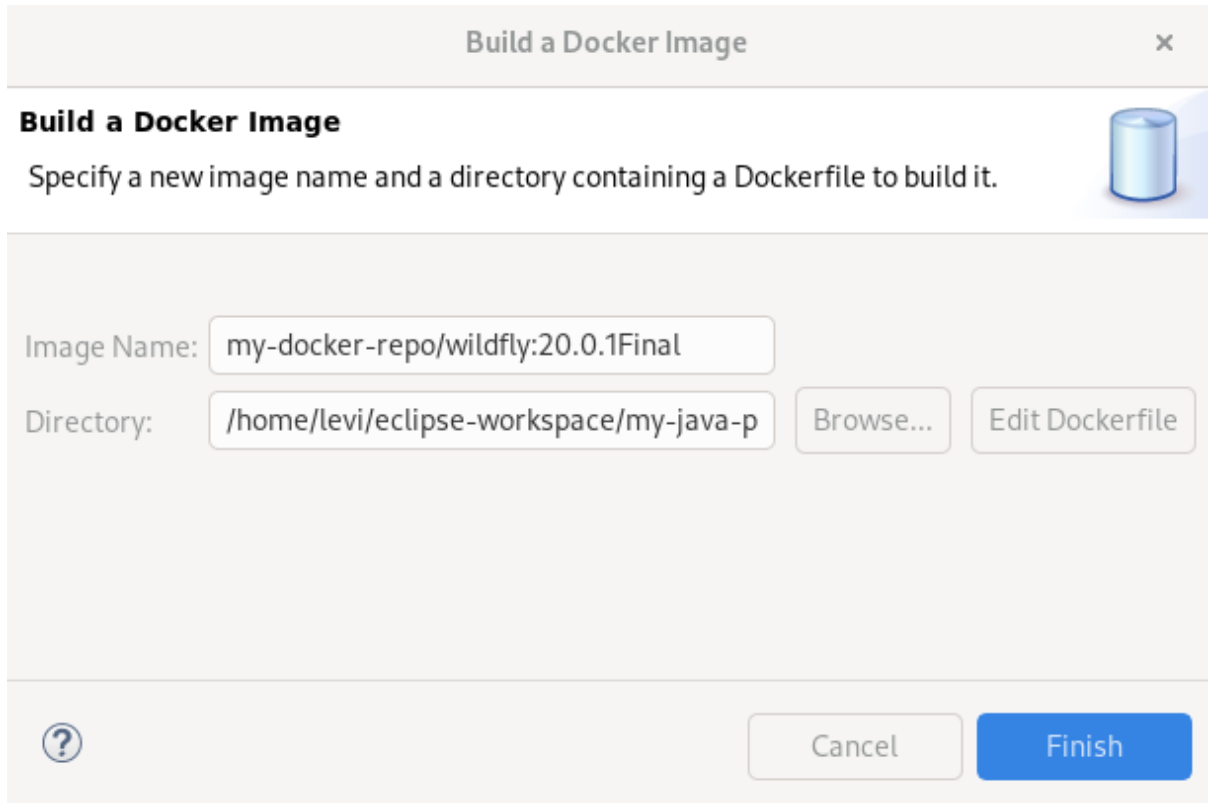 Build a Docker Image ×
Build a Docker Image
Specify a new image name and a directory containing a Dockerfile to build it.
Image Name: my-docker-repo/wildfly:20.0.1Final
Directory: /home/levi/eclipse-workspace/my-java-p Browse... Edit Dockerfile
? Cancel Finish